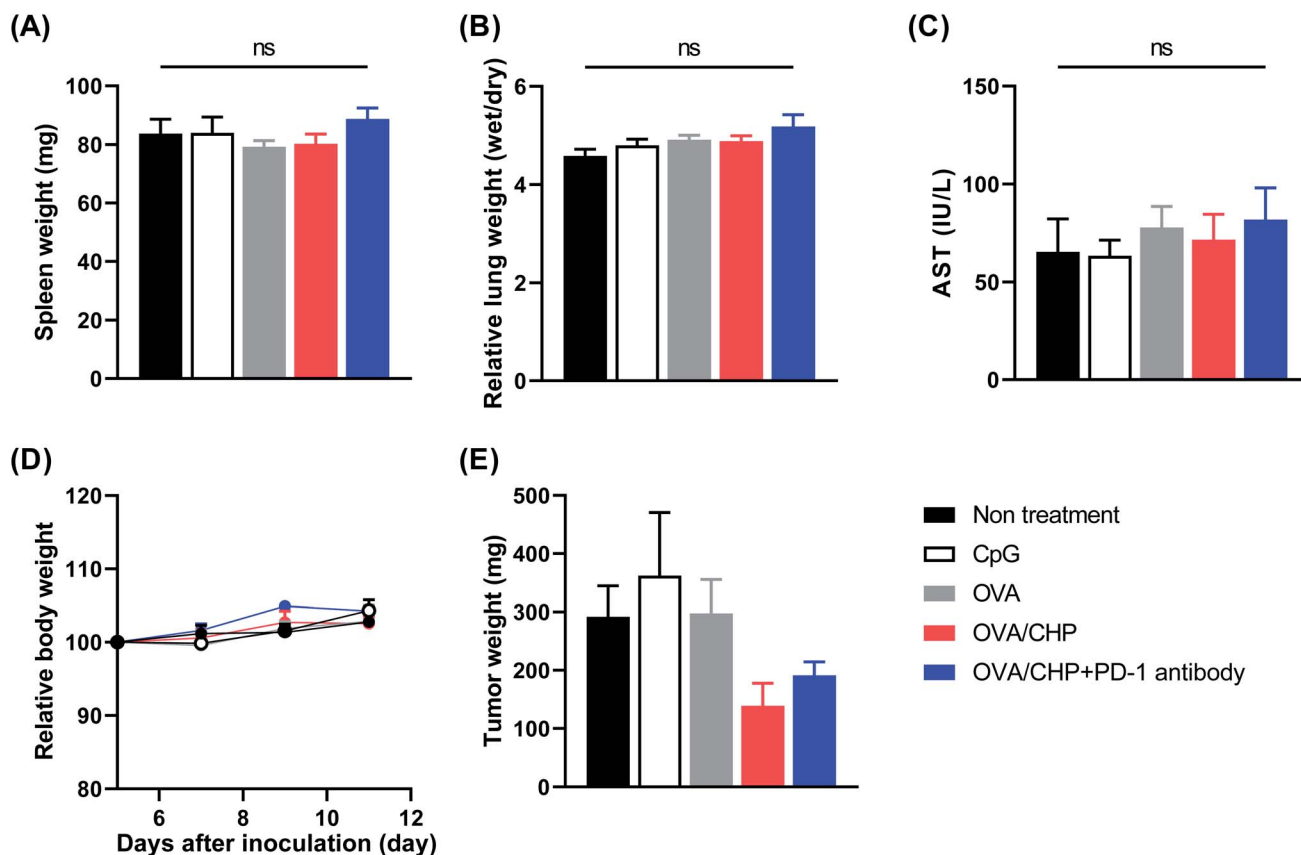 (A)
ns
Spleen weight (mg)
100
80
60
40
20
0
(B)
ns
Relative lung weight (wet/dry)
6
4
2
0
(C)
ns
AST (IU/L)
150
100
50
0
(D)
Relative body weight
120
110
100
90
80
6 8 10 12
Days after inoculation (day)
(E)
Tumor weight (mg)
500
400
300
200
100
0
Non treatment
CpG
OVA
OVA/CHP
OVA/CHP+PD-1 antibody